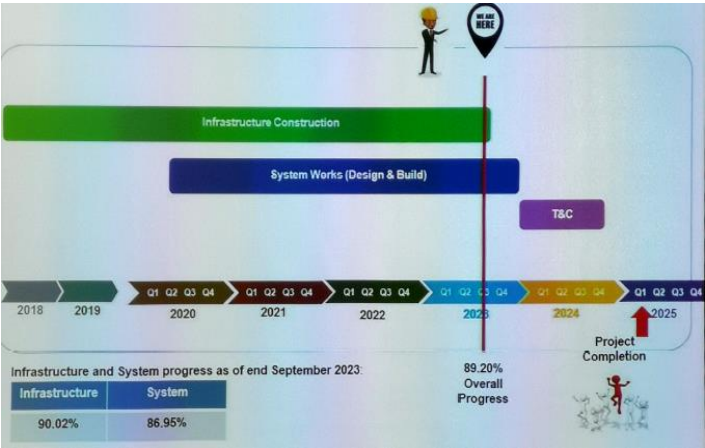 WE ARE
HERE
Infrastructure Construction
System Works (Design & Build)
T&C
Q1 Q2 Q3 Q4 Q1 Q2 Q3 Q4 Q1 Q2 Q3 Q4 Q1 Q2 Q3 Q4 Q1 Q2 Q3 Q4 Q1 Q2 Q3 Q4
2018 2019 2020 2021 2022 2023 2024 2025
Project
Completion
Infrastructure and System progress as of end September 2023:
Infrastructure System
90.02% 86.95%
89.20%
Overall
Progress